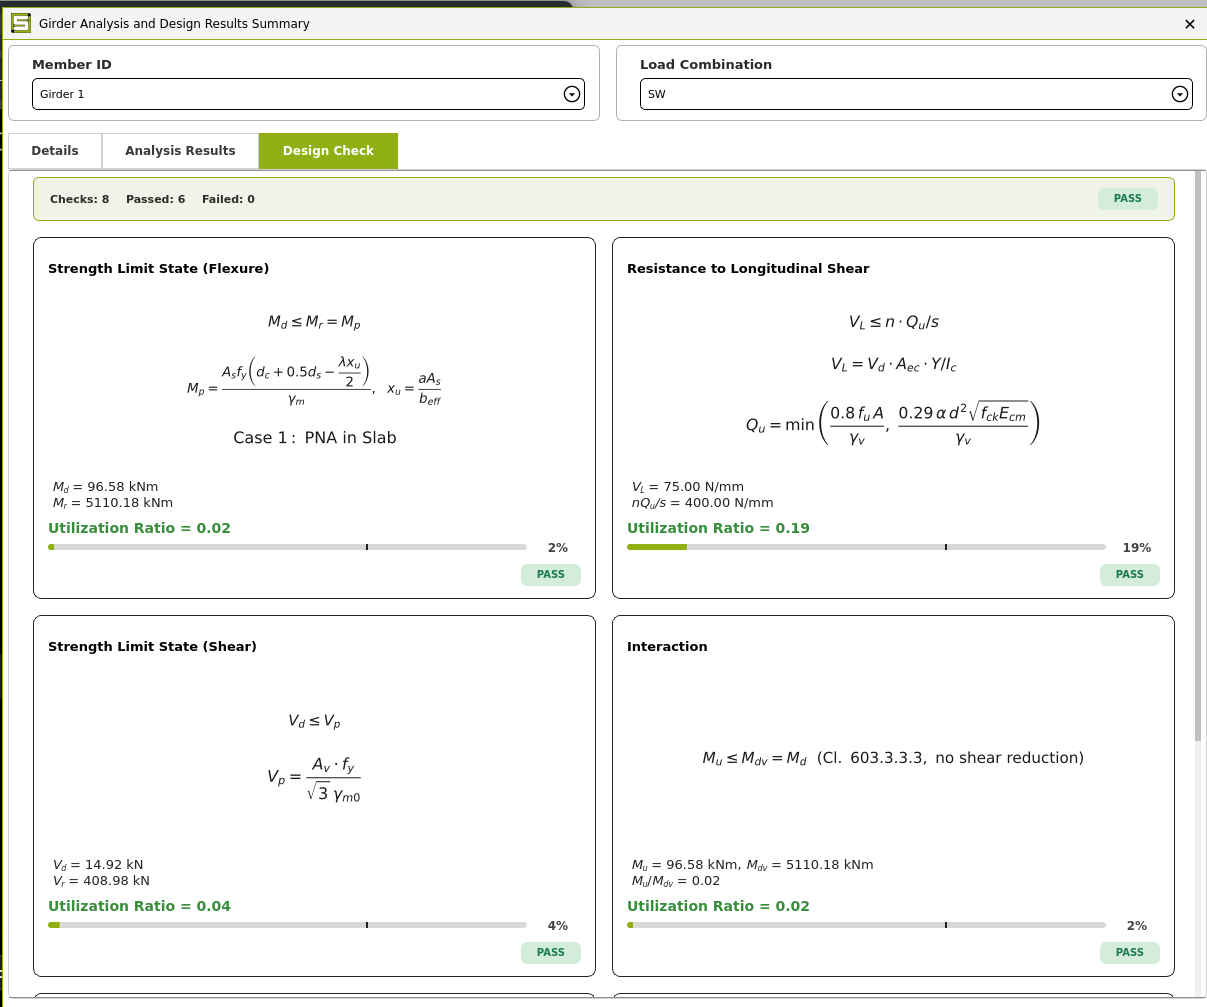 Girder Analysis and Design Results Summary
Member ID
Girder 1
Load Combination
SW
Details Analysis Results Design Check
Checks: 8 Passed: 6 Failed: 0 PASS
Strength Limit State (Flexure)
M_d ≤ M_r = M_p
M_p = A_s f_y (d_c + 0.5d_s − λx_u / 2) / γ_m, x_u = aA_s / b_eff
Case 1 : PNA in Slab
M_d = 96.58 kNm
M_r = 5110.18 kNm
Utilization Ratio = 0.02
2%
PASS
Resistance to Longitudinal Shear
V_L ≤ n · Q_u/s
V_L = V_d · A_ec · Y/I_c
Q_u = min (0.8 f_u A / γ_v, 0.29 α d² √(f_ck E_cm) / γ_v)
V_L = 75.00 N/mm
nQ_u/s = 400.00 N/mm
Utilization Ratio = 0.19
19%
PASS
Strength Limit State (Shear)
V_d ≤ V_p
V_p = A_v · f_y / √3 γ_m0
V_d = 14.92 kN
V_r = 408.98 kN
Utilization Ratio = 0.04
4%
PASS
Interaction
M_u ≤ M_dv = M_d (Cl. 603.3.3.3, no shear reduction)
M_u = 96.58 kNm, M_dv = 5110.18 kNm
M_u/M_dv = 0.02
Utilization Ratio = 0.02
2%
PASS